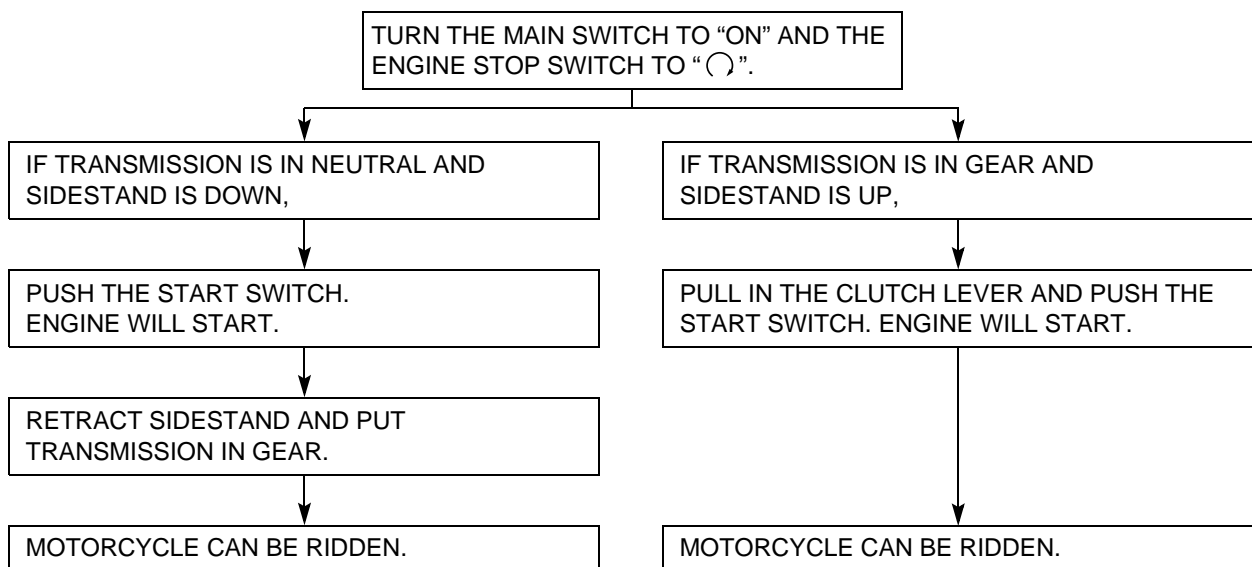 TURN THE MAIN SWITCH TO “ON” AND THE
ENGINE STOP SWITCH TO “ ”.
IF TRANSMISSION IS IN NEUTRAL AND
SIDESTAND IS DOWN,
PUSH THE START SWITCH.
ENGINE WILL START.
RETRACT SIDESTAND AND PUT
TRANSMISSION IN GEAR.
MOTORCYCLE CAN BE RIDDEN.
IF TRANSMISSION IS IN GEAR AND
SIDESTAND IS UP,
PULL IN THE CLUTCH LEVER AND PUSH THE
START SWITCH. ENGINE WILL START.
MOTORCYCLE CAN BE RIDDEN.